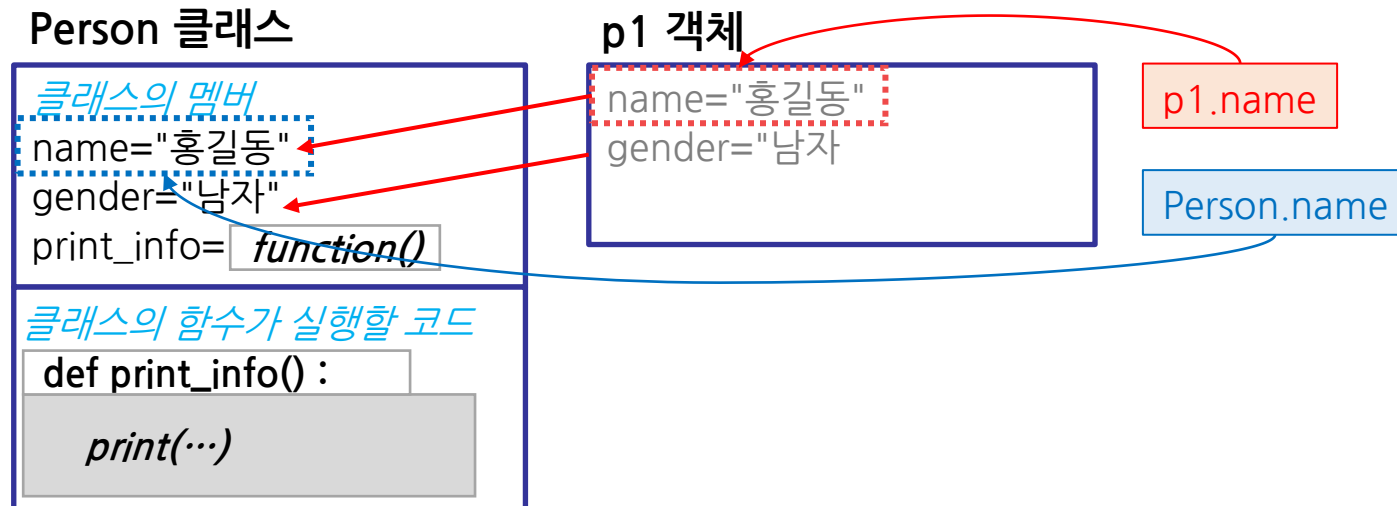 Person 클래스
클래스의 멤버
name="홍길동"
gender="남자"
print_info= function()
클래스의 함수가 실행할 코드
def print_info() :
print(…)
p1 객체
name="홍길동"
gender="남자
p1.name
Person.name